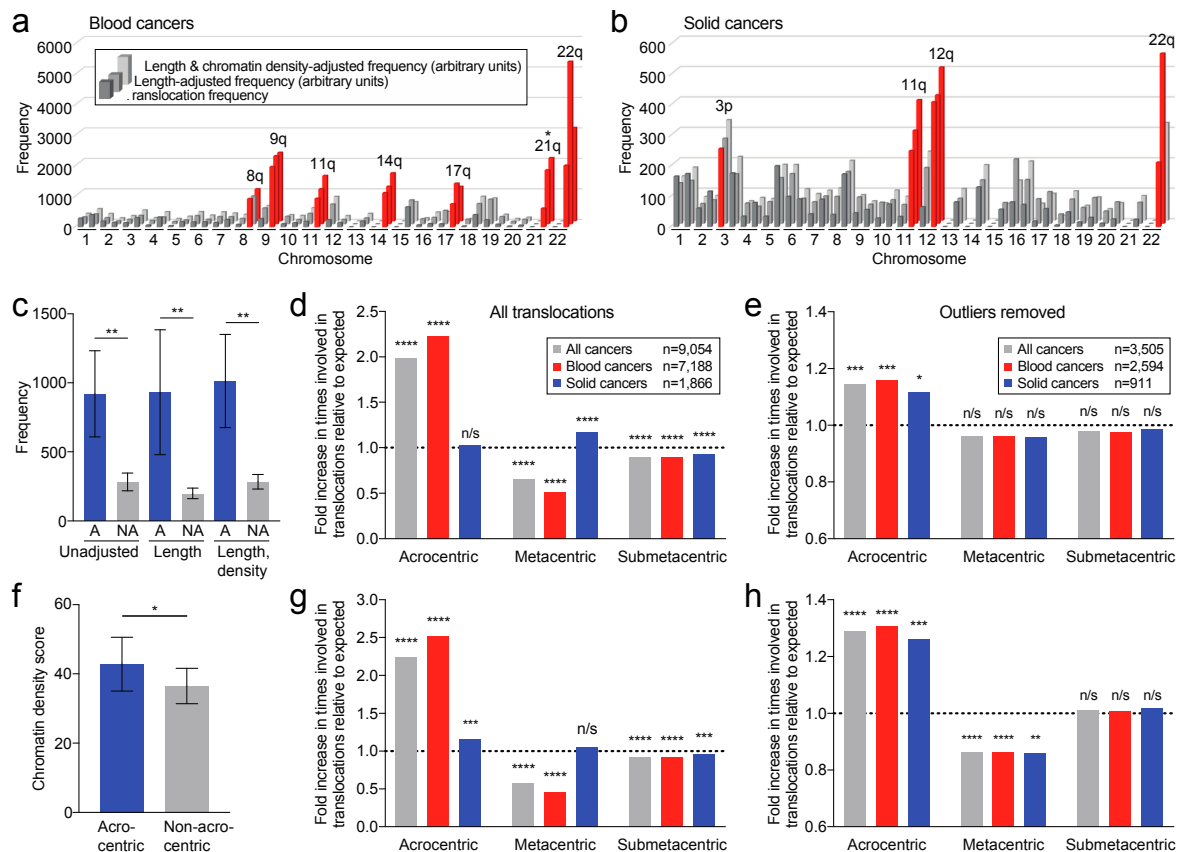 a
Blood cancers
6000
5000
4000
3000
2000
1000
0
Frequency
Length & chromatin density-adjusted frequency (arbitrary units)
Length-adjusted frequency (arbitrary units)
ranslocation frequency
8q
9q
11q
14q
17q
*
21q
22q
1 2 3 4 5 6 7 8 9 10 11 12 13 14 15 16 17 18 19 20 21 22
Chromosome
b
Solid cancers
600
500
400
300
200
100
0
Frequency
3p
11q
12q
22q
1 2 3 4 5 6 7 8 9 10 11 12 13 14 15 16 17 18 19 20 21 22
Chromosome
c
1500
1000
500
0
Frequency
** ** **
A NA A NA A NA
Unadjusted Length Length,
density
d
All translocations
2.5
2.0
1.5
1.0
0.5
0.0
Fold increase in times involved in
translocations relative to expected
All cancers n=9,054
Blood cancers n=7,188
Solid cancers n=1,866
**** **** n/s
**** **** ****
**** **** ****
Acrocentric Metacentric Submetacentric
e
Outliers removed
1.4
1.2
1.0
0.8
0.6
Fold increase in times involved in
translocations relative to expected
All cancers n=3,505
Blood cancers n=2,594
Solid cancers n=911
*** *** *
n/s n/s n/s
n/s n/s n/s
Acrocentric Metacentric Submetacentric
f
60
40
20
0
Chromatin density score
*
Acro-
centric
Non-acro-
centric
g
3.0
2.5
2.0
1.5
1.0
0.5
0.0
Fold increase in times involved in
translocations relative to expected
**** **** ***
**** **** n/s
**** **** ***
Acrocentric Metacentric Submetacentric
h
1.4
1.2
1.0
0.8
0.6
Fold increase in times involved in
translocations relative to expected
**** **** ***
**** **** **
n/s n/s n/s
Acrocentric Metacentric Submetacentric